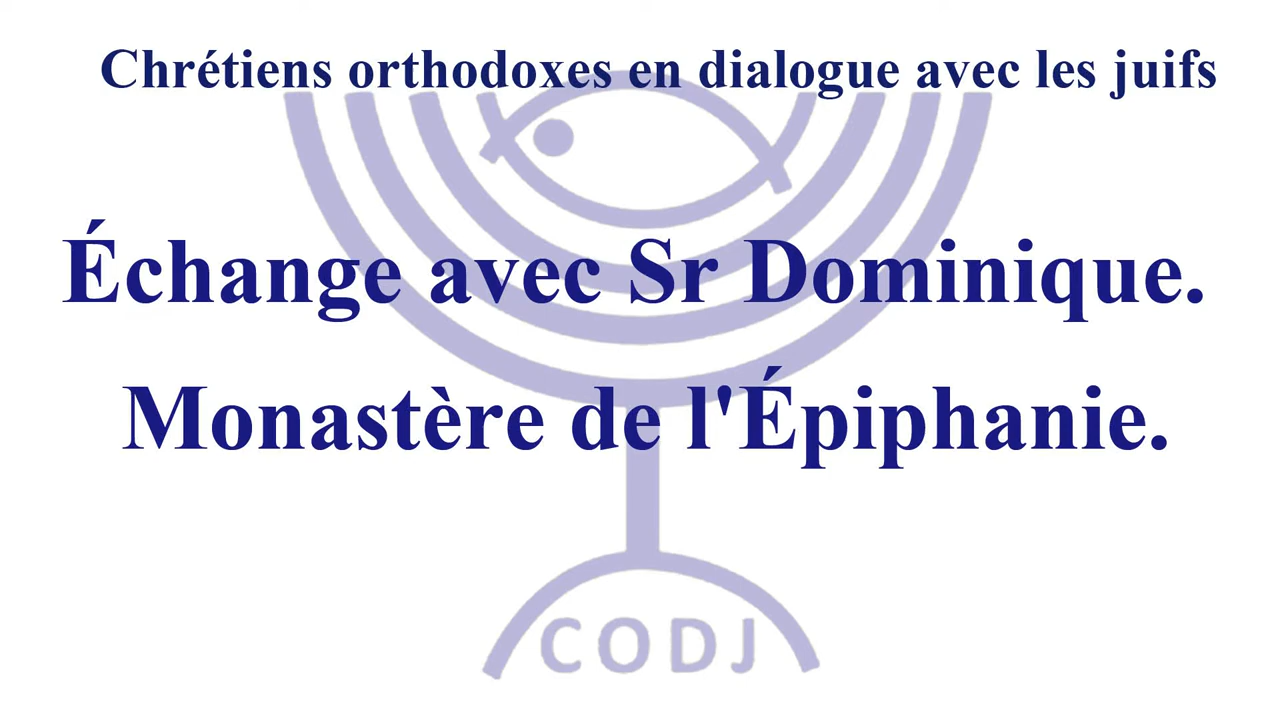 Chrétiens orthodoxes en dialogue avec les juifs
Échange avec Sr Dominique.
Monastère de l'Épiphanie.
CODJ